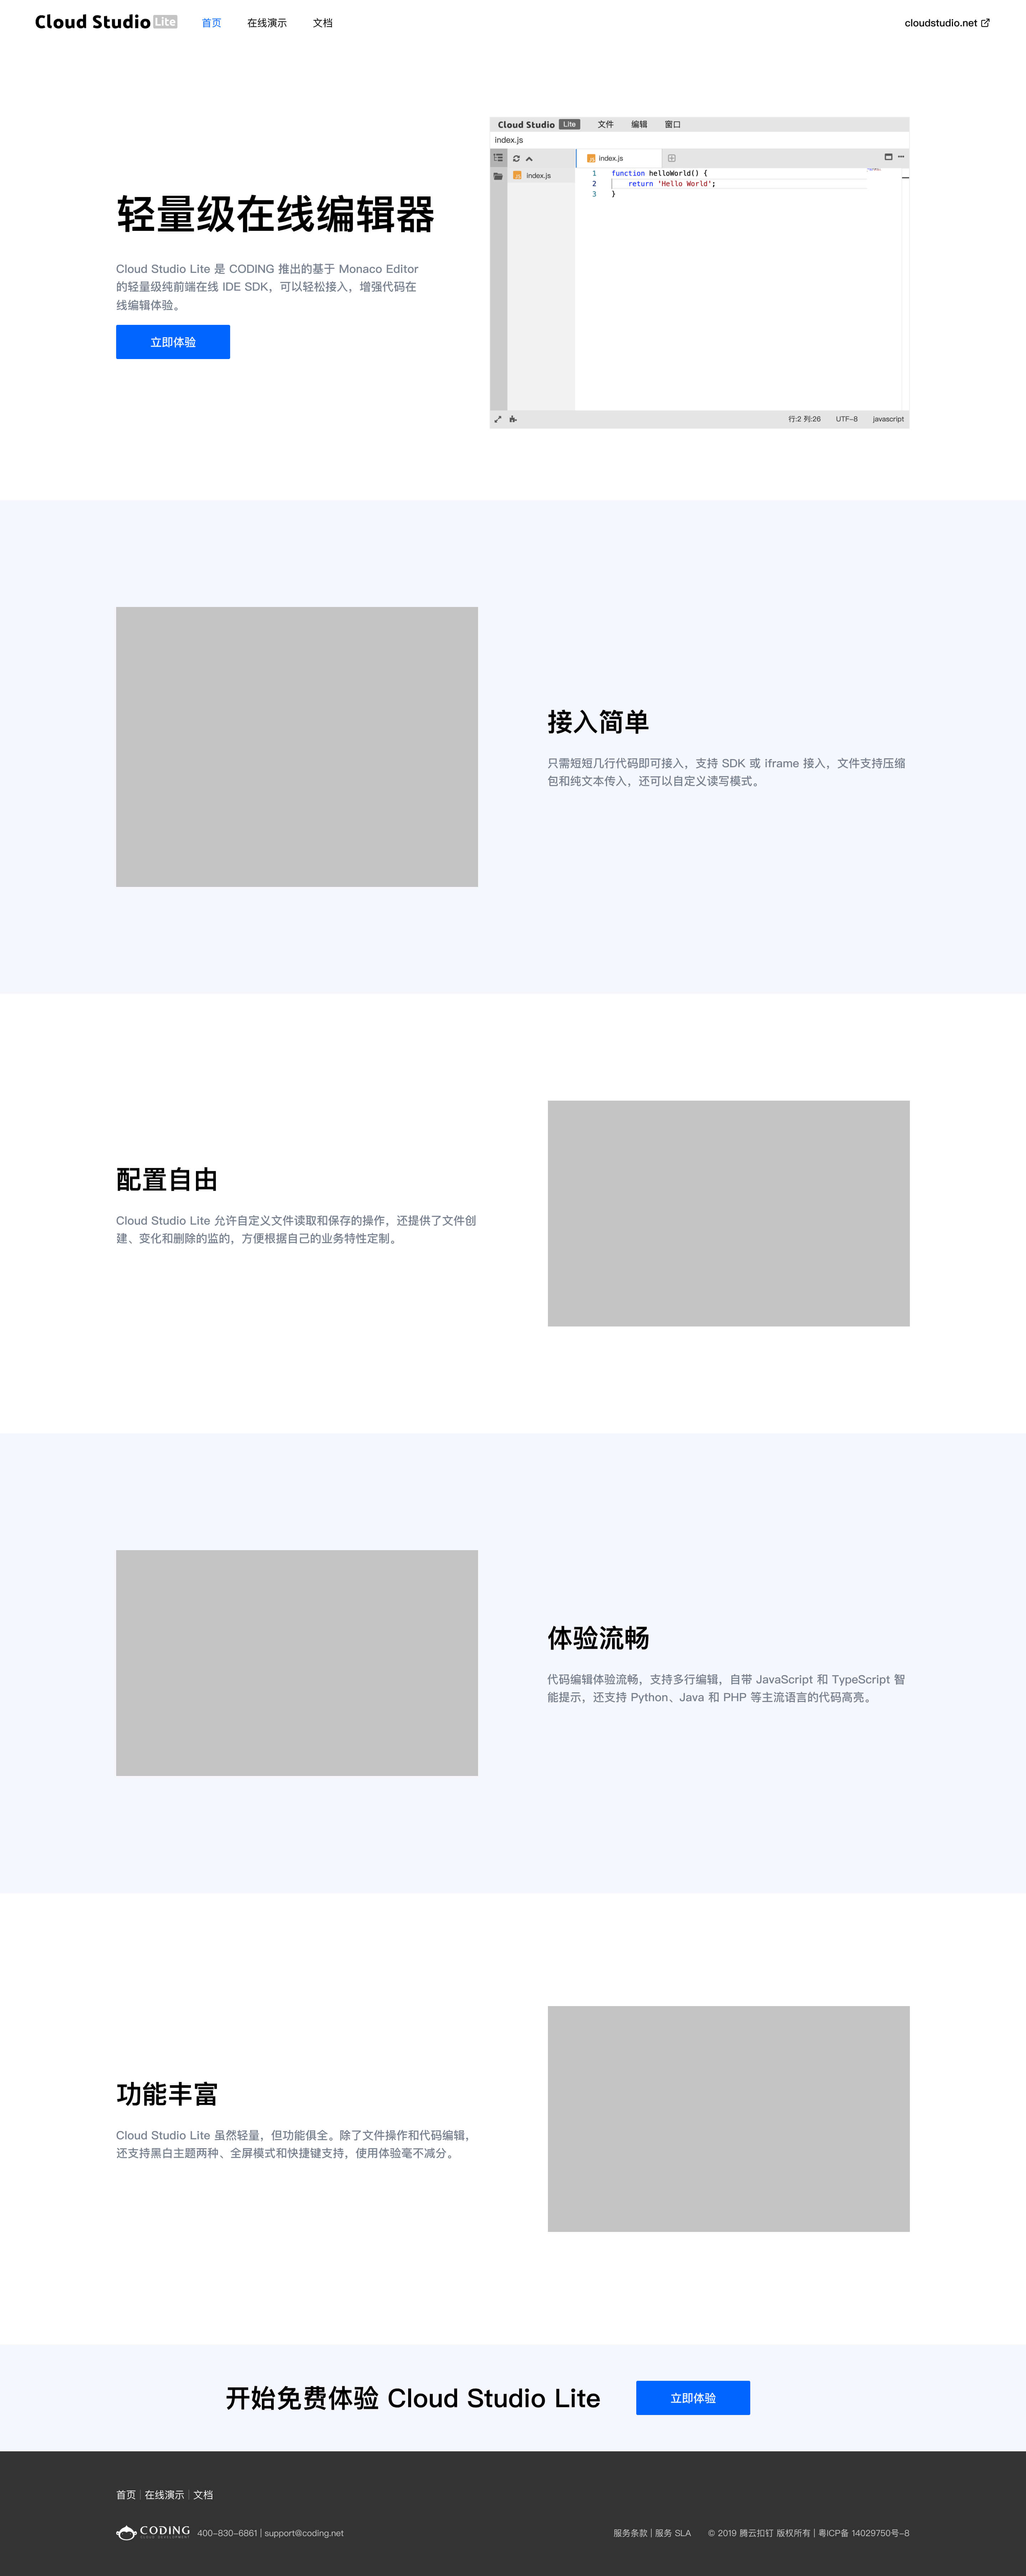 Cloud Studio Lite 首页 在线演示 文档 cloudstudio.net
Cloud Studio Lite 文件 编辑 窗口
index.js
index.js
index.js
1 function helloWorld() {
2 return 'Hello World';
3 }
行:2 列:26 UTF-8 javascript
轻量级在线编辑器
Cloud Studio Lite 是 CODING 推出的基于 Monaco Editor
的轻量级纯前端在线 IDE SDK，可以轻松接入，增强代码在
线编辑体验。
立即体验
接入简单
只需短短几行代码即可接入，支持 SDK 或 iframe 接入，文件支持压缩
包和纯文本传入，还可以自定义读写模式。
配置自由
Cloud Studio Lite 允许自定义文件读取和保存的操作，还提供了文件创
建、变化和删除的监的，方便根据自己的业务特性定制。
体验流畅
代码编辑体验流畅，支持多行编辑，自带 JavaScript 和 TypeScript 智
能提示，还支持 Python、Java 和 PHP 等主流语言的代码高亮。
功能丰富
Cloud Studio Lite 虽然轻量，但功能俱全。除了文件操作和代码编辑，
还支持黑白主题两种、全屏模式和快捷键支持，使用体验毫不减分。
开始免费体验 Cloud Studio Lite 立即体验
首页 | 在线演示 | 文档
CODING
CLOUD DEVELOPMENT
400-830-6861 | support@coding.net
服务条款 | 服务 SLA © 2019 腾云扣钉 版权所有 | 粤ICP备 14029750号-8